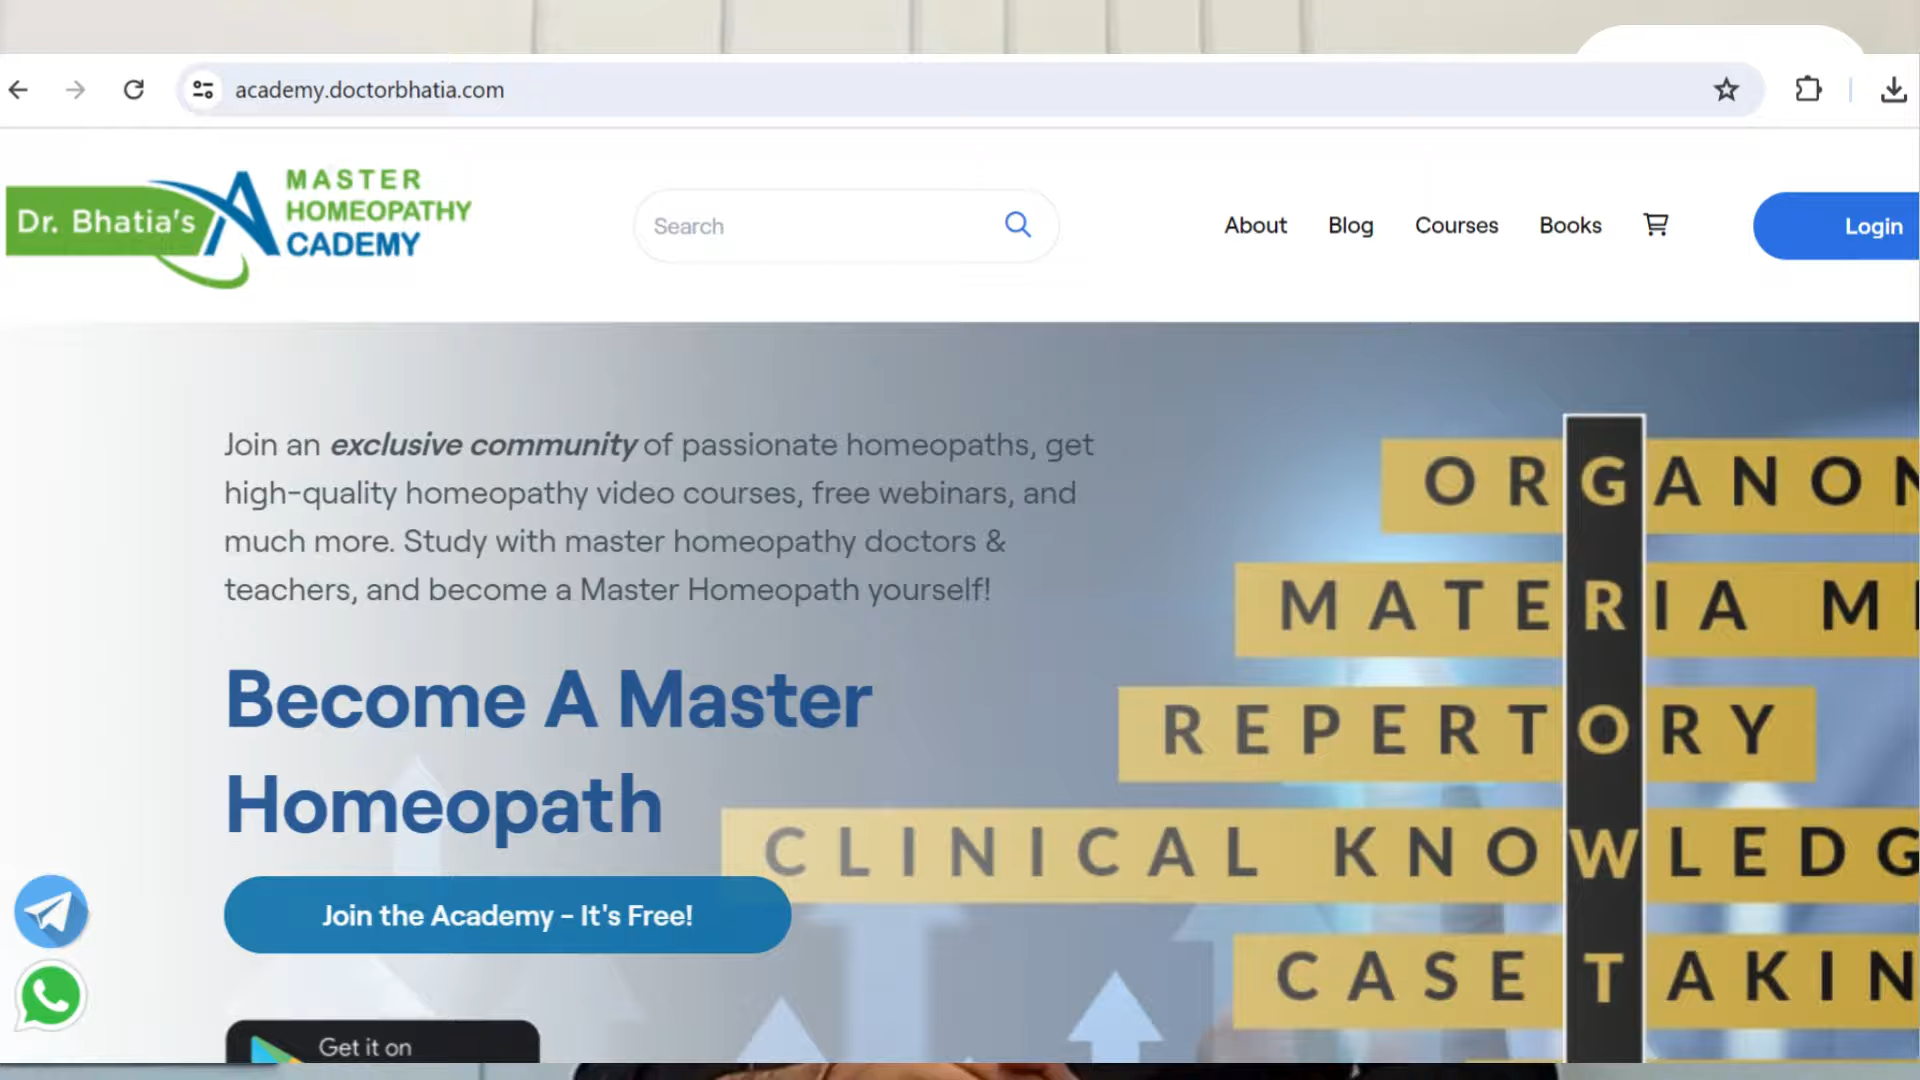 academy.doctorbhatia.com
Dr. Bhatia's
MASTER
HOMEOPATHY
ACADEMY
Search
About
Blog
Courses
Books
Login
Join an exclusive community of passionate homeopaths, get
high-quality homeopathy video courses, free webinars, and
much more. Study with master homeopathy doctors &
teachers, and become a Master Homeopath yourself!
Become A Master
Homeopath
Join the Academy - It's Free!
Get it on
ORGANON
MATERIA M
REPERTORY
CLINICAL KNOWLEDG
CASE TAKIN